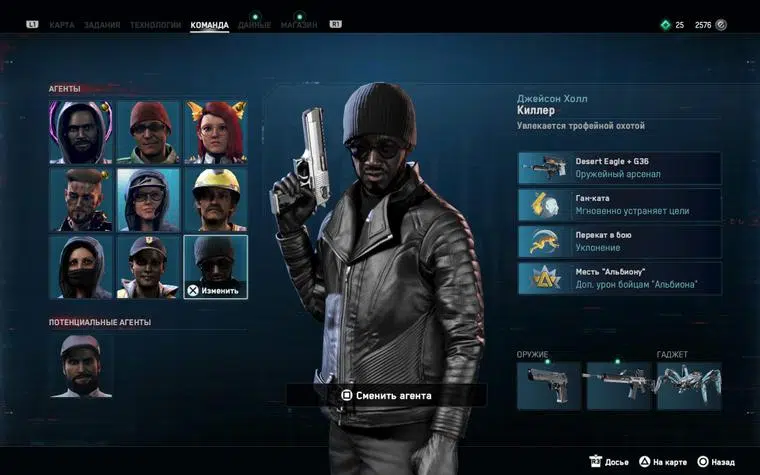 L1 КАРТА ЗАДАНИЯ ТЕХНОЛОГИИ КОМАНДА ДАННЫЕ МАГАЗИН R1
25 2576
АГЕНТЫ
Изменить
ПОТЕНЦИАЛЬНЫЕ АГЕНТЫ
Сменить агента
Джейсон Холл
Киллер
Увлекается трофейной охотой
Desert Eagle + G36
Оружейный арсенал
Ган-ката
Мгновенно устраняет цели
Перекат в бою
Уклонение
Месть "Альбиону"
Доп. урон бойцам "Альбиона"
ОРУЖИЕ ГАДЖЕТ
R3 Досье На карте Назад